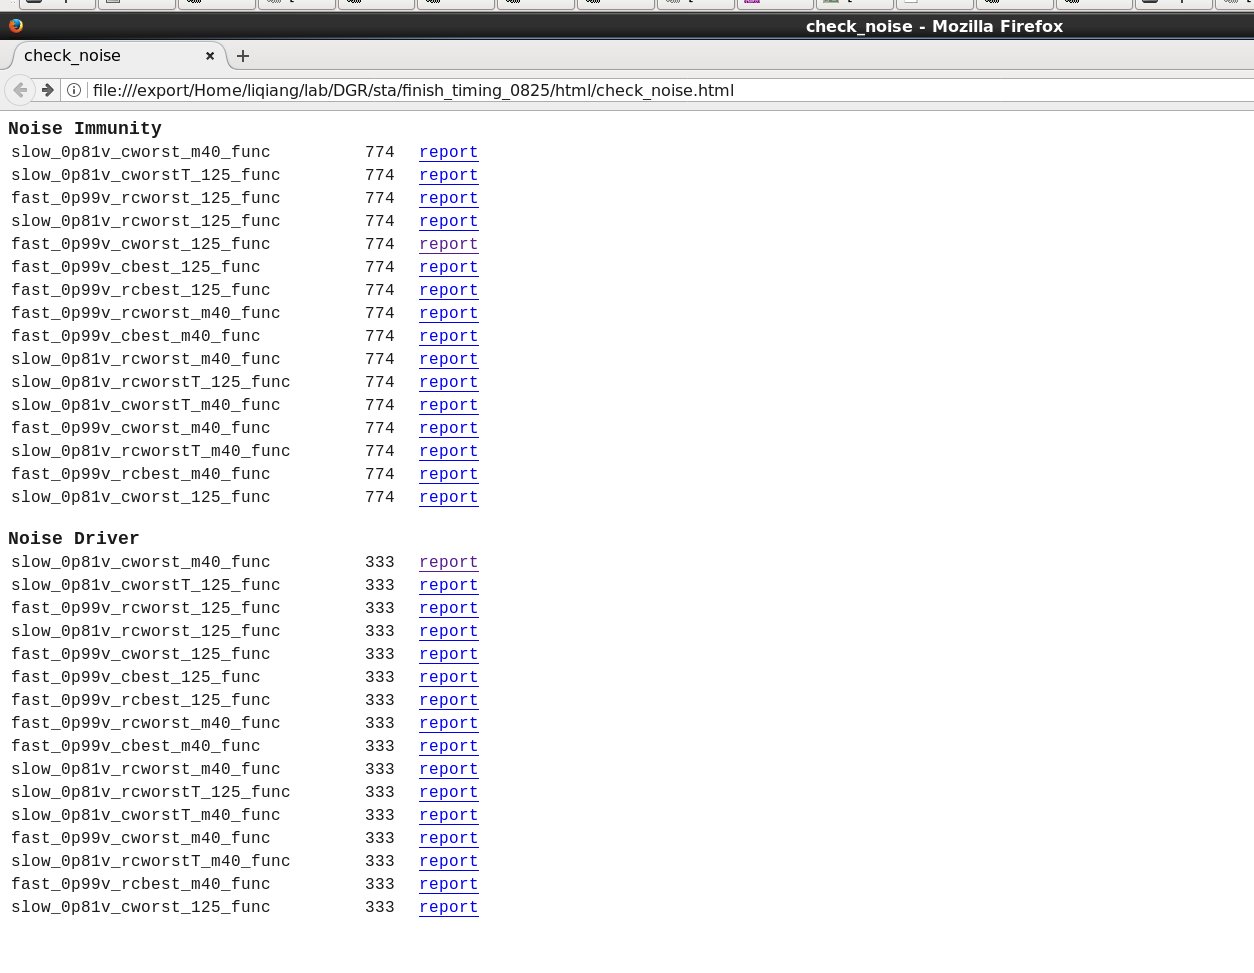 check_noise - Mozilla Firefox
check_noise
file:///export/Home/liqiang/lab/DGR/sta/finish_timing_0825/html/check_noise.html
Noise Immunity
slow_0p81v_cworst_m40_func 774 report
slow_0p81v_cworstT_125_func 774 report
fast_0p99v_rcworst_125_func 774 report
slow_0p81v_rcworst_125_func 774 report
fast_0p99v_cworst_125_func 774 report
fast_0p99v_cbest_125_func 774 report
fast_0p99v_rcbest_125_func 774 report
fast_0p99v_rcworst_m40_func 774 report
fast_0p99v_cbest_m40_func 774 report
slow_0p81v_rcworst_m40_func 774 report
slow_0p81v_rcworstT_125_func 774 report
slow_0p81v_cworstT_m40_func 774 report
fast_0p99v_cworst_m40_func 774 report
slow_0p81v_rcworstT_m40_func 774 report
fast_0p99v_rcbest_m40_func 774 report
slow_0p81v_cworst_125_func 774 report
Noise Driver
slow_0p81v_cworst_m40_func 333 report
slow_0p81v_cworstT_125_func 333 report
fast_0p99v_rcworst_125_func 333 report
slow_0p81v_rcworst_125_func 333 report
fast_0p99v_cworst_125_func 333 report
fast_0p99v_cbest_125_func 333 report
fast_0p99v_rcbest_125_func 333 report
fast_0p99v_rcworst_m40_func 333 report
fast_0p99v_cbest_m40_func 333 report
slow_0p81v_rcworst_m40_func 333 report
slow_0p81v_rcworstT_125_func 333 report
slow_0p81v_cworstT_m40_func 333 report
fast_0p99v_cworst_m40_func 333 report
slow_0p81v_rcworstT_m40_func 333 report
fast_0p99v_rcbest_m40_func 333 report
slow_0p81v_cworst_125_func 333 report